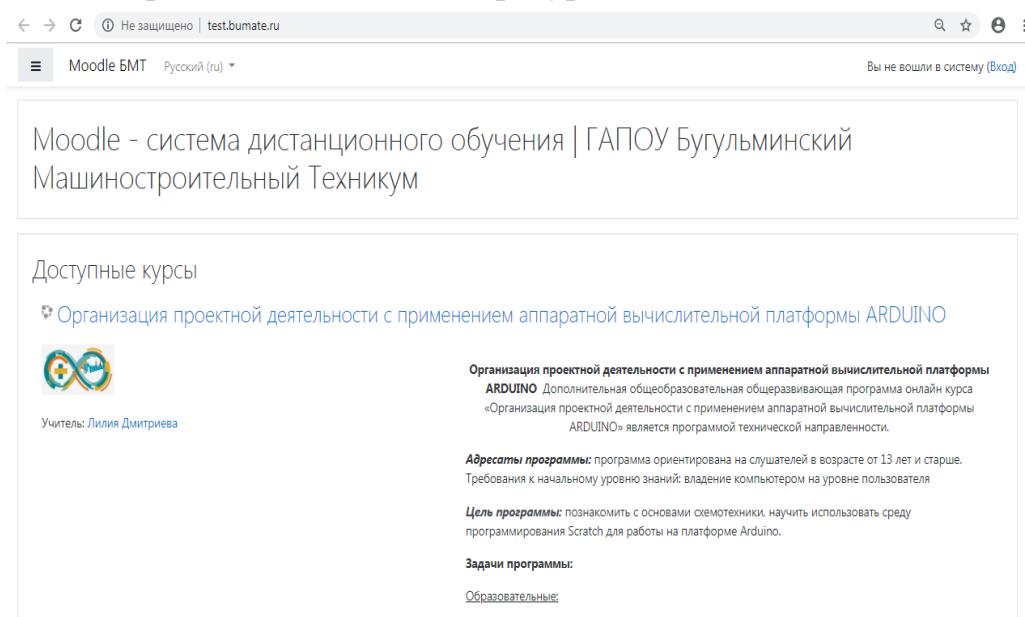 Не защищено | test.bumate.ru
Moodle БМТ Русский (ru)
Вы не вошли в систему (Вход)
Moodle - система дистанционного обучения | ГАПОУ Бугульминский
Машиностроительный Техникум
Доступные курсы
Организация проектной деятельности с применением аппаратной вычислительной платформы ARDUINO
Учитель: Лилия Дмитриева
Организация проектной деятельности с применением аппаратной вычислительной платформы
ARDUINO Дополнительная общеобразовательная общеразвивающая программа онлайн курса
«Организация проектной деятельности с применением аппаратной вычислительной платформы
ARDUINO» является программой технической направленности.
Адресаты программы: программа ориентирована на слушателей в возрасте от 13 лет и старше.
Требования к начальному уровню знаний: владение компьютером на уровне пользователя
Цель программы: познакомить с основами схемотехники, научить использовать среду
программирования Scratch для работы на платформе Arduino.
Задачи программы:
Образовательные: